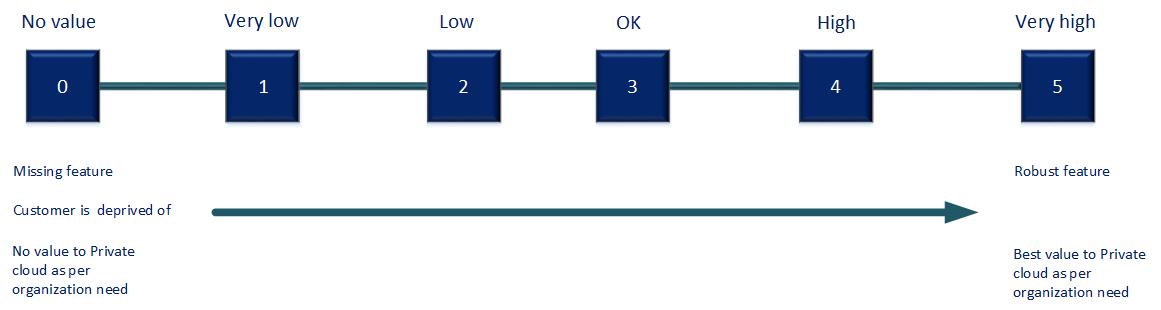 No value
Very low
Low
OK
High
Very high
0
1
2
3
4
5
Missing feature
Robust feature
Customer is deprived of
No value to Private
cloud as per
organization need
Best value to Private
cloud as per
organization need